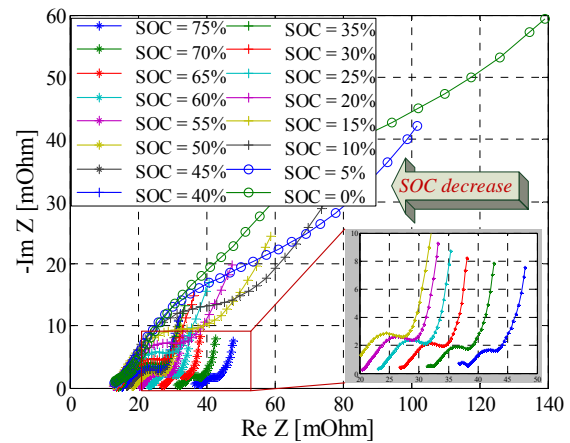 60
50
40
30
20
10
0
-Im Z [mOhm]
SOC = 75%
SOC = 70%
SOC = 65%
SOC = 60%
SOC = 55%
SOC = 50%
SOC = 45%
SOC = 40%
SOC = 35%
SOC = 30%
SOC = 25%
SOC = 20%
SOC = 15%
SOC = 10%
SOC = 5%
SOC = 0%
SOC decrease
10
8
6
4
2
0
20 25 30 35 40 45 50
0 20 40 60 80 100 120 140
Re Z [mOhm]